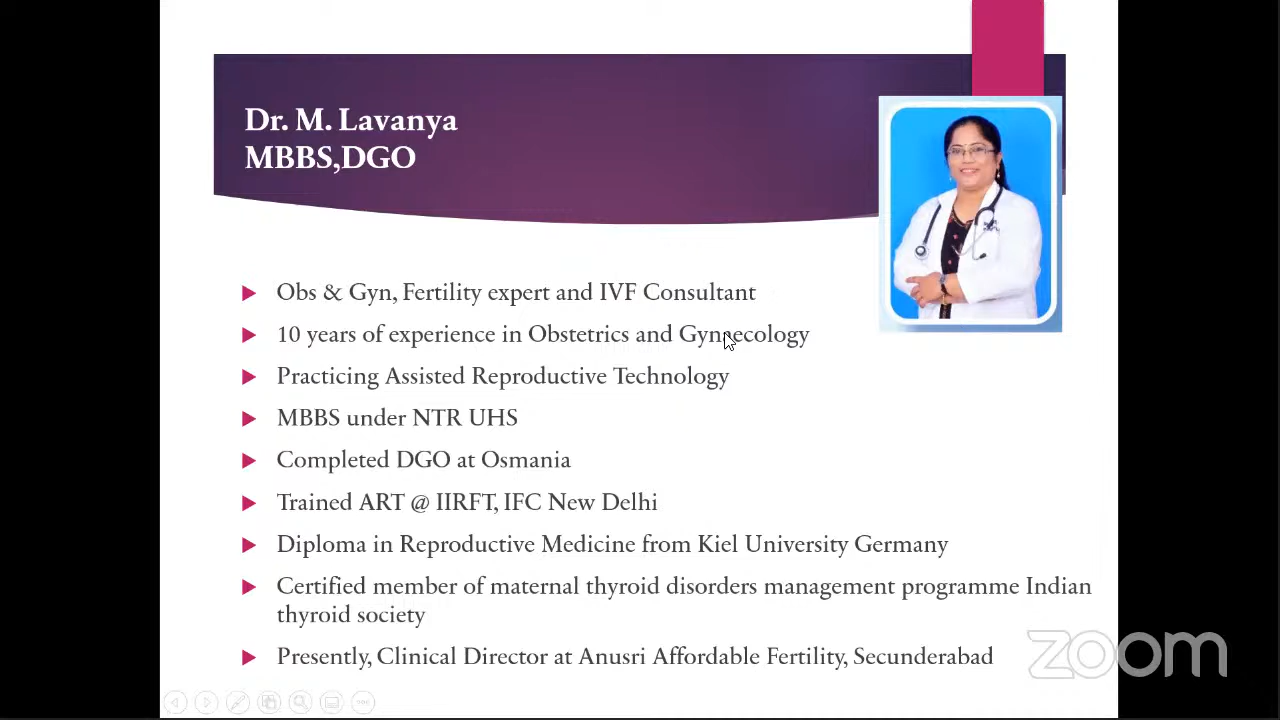 Dr. M. Lavanya
MBBS,DGO
Obs & Gyn, Fertility expert and IVF Consultant
10 years of experience in Obstetrics and Gynaecology
Practicing Assisted Reproductive Technology
MBBS under NTR UHS
Completed DGO at Osmania
Trained ART @ IIRFT, IFC New Delhi
Diploma in Reproductive Medicine from Kiel University Germany
Certified member of maternal thyroid disorders management programme Indian
thyroid society
Presently, Clinical Director at Anusri Affordable Fertility, Secunderabad
zoom